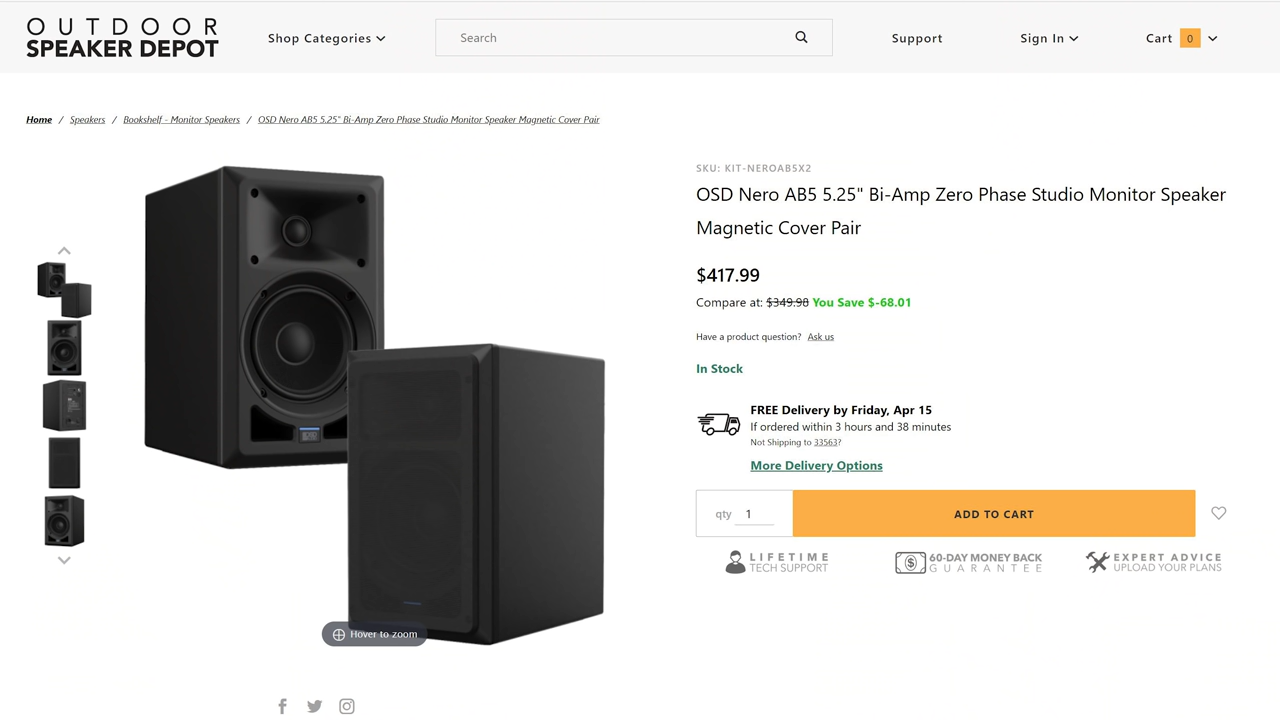 OUTDOOR
SPEAKER DEPOT
Shop Categories
Search
Support
Sign In
Cart 0
Home / Speakers / Bookshelf - Monitor Speakers / OSD Nero AB5 5.25" Bi-Amp Zero Phase Studio Monitor Speaker Magnetic Cover Pair
SKU: KIT-NEROAB5X2
OSD Nero AB5 5.25" Bi-Amp Zero Phase Studio Monitor Speaker
Magnetic Cover Pair
$417.99
Compare at: $349.98 You Save $-68.01
Have a product question? Ask us
In Stock
FREE Delivery by Friday, Apr 15
If ordered within 3 hours and 38 minutes
Not Shipping to 33563?
More Delivery Options
qty 1
ADD TO CART
LIFETIME
TECH SUPPORT
60-DAY MONEY BACK
GUARANTEE
EXPERT ADVICE
UPLOAD YOUR PLANS
Hover to zoom